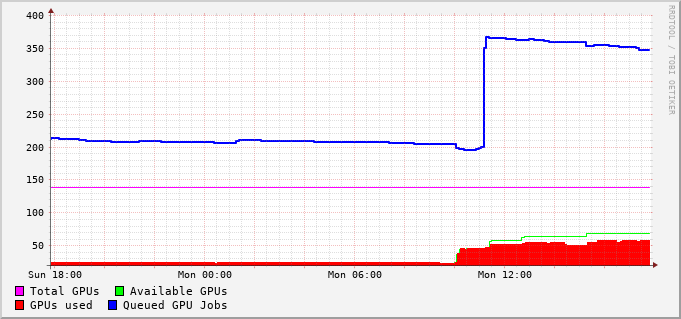 400
350
300
250
200
150
100
50
Sun 18:00 Mon 00:00 Mon 06:00 Mon 12:00
Total GPUs Available GPUs
GPUs used Queued GPU Jobs
RRDTOOL / TOBI OETIKER